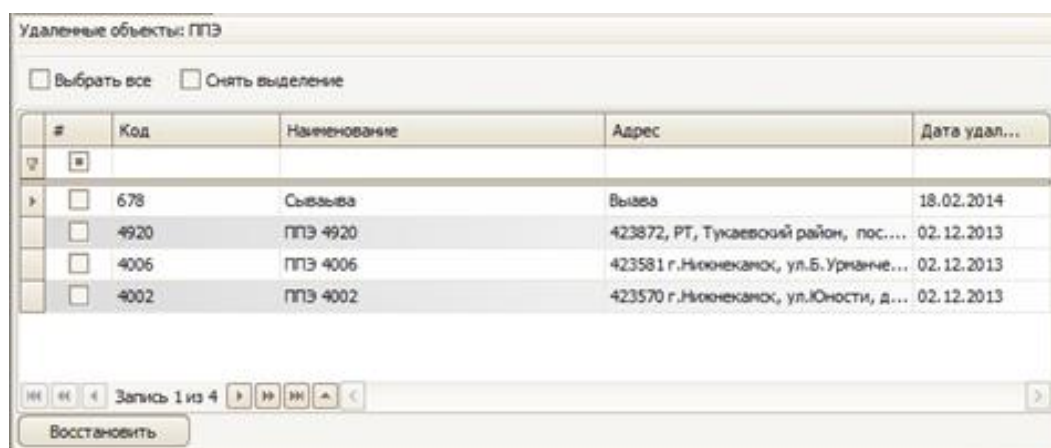 Удаленные объекты: ППЭ
Выбрать все Снять выделение
# Код Наименование Адрес Дата удал...
678 Сываыва Выава 18.02.2014
4920 ППЭ 4920 423872, РТ, Тукаевский район, пос.... 02.12.2013
4006 ППЭ 4006 423581 г.Нижнекамск, ул.Б.Урманче... 02.12.2013
4002 ППЭ 4002 423570 г.Нижнекамск, ул.Юности, д... 02.12.2013
Запись 1 из 4
Восстановить